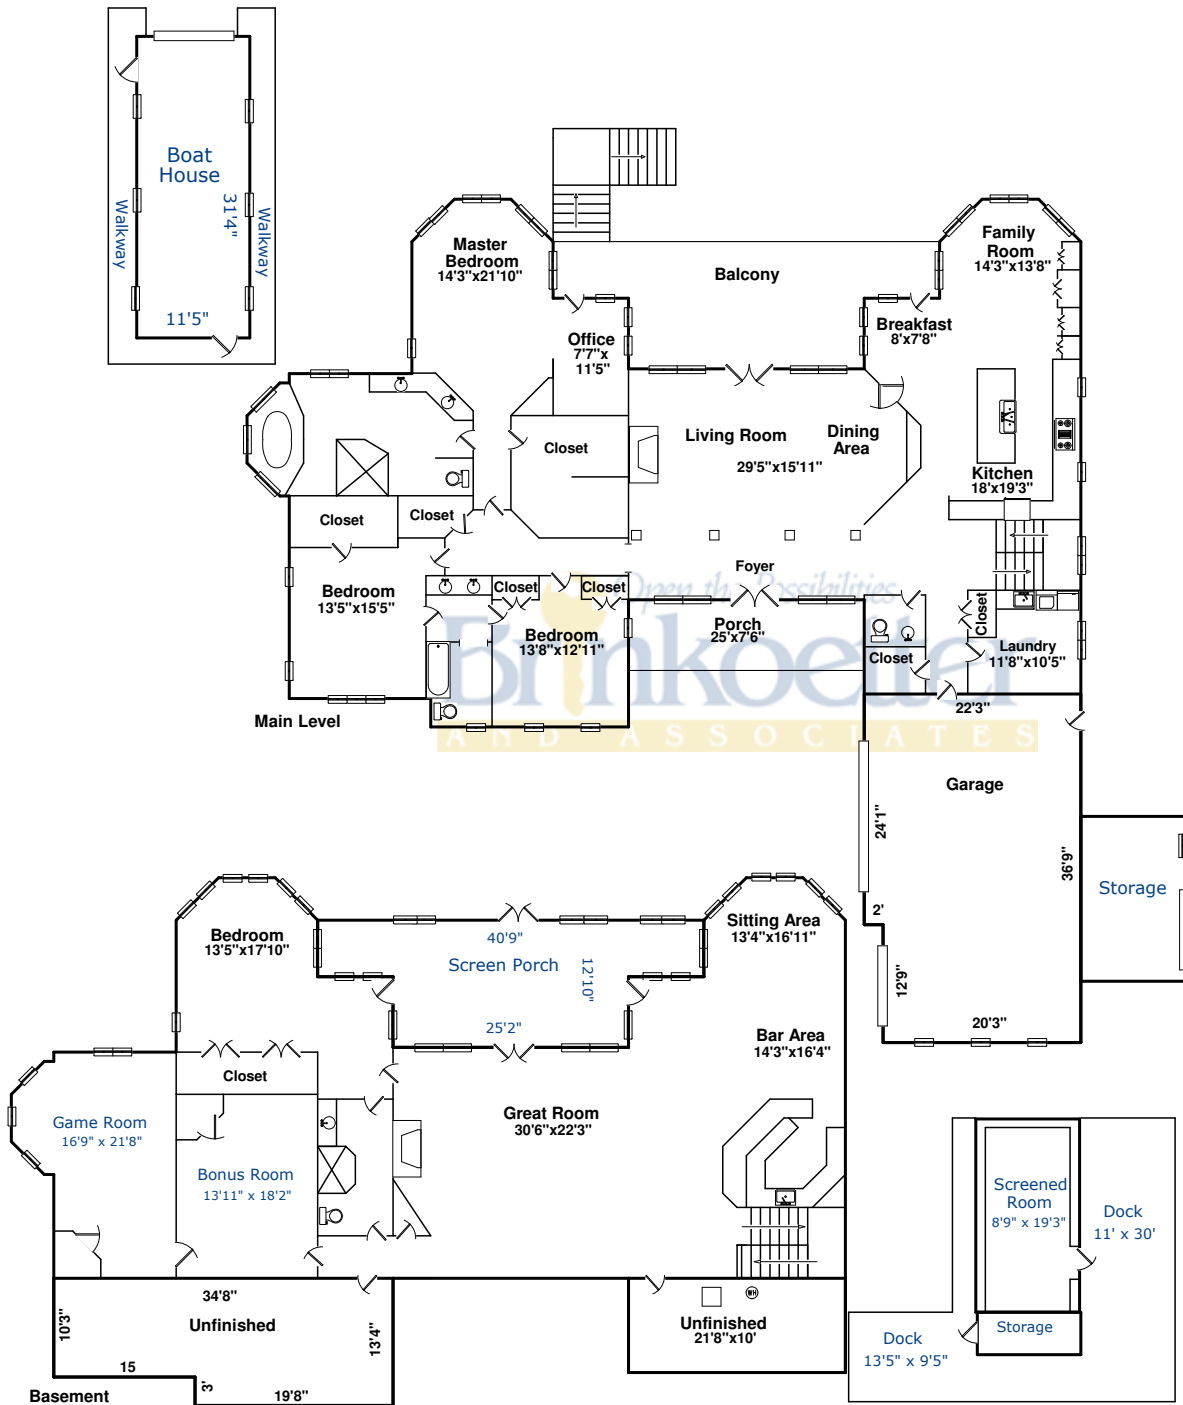 Boat
House
31'4"
Walkway
Walkway
11'5"
Master
Bedroom
14'3"x21'10"
Balcony
Family
Room
14'3"x13'8"
Office
7'7"x
11'5"
Breakfast
8'x7'8"
Living Room
Dining
Area
29'5"x15'11"
Closet
Kitchen
18'x19'3"
Closet
Closet
Foyer
Open the Possibilities
Bedroom
13'5"x15'5"
Closet
Closet
Closet
Bedroom
13'8"x12'11"
Porch
25'x7'6"
Closet
Laundry
11'8"x10'5"
Brinkoetter
AND ASSOCIATES
Main Level
22'3"
Garage
24'1"
36'9"
2'
12'9"
20'3"
Storage
Bedroom
13'5"x17'10"
40'9"
Screen Porch
12'10"
25'2"
Sitting Area
13'4"x16'11"
Bar Area
14'3"x16'4"
Closet
Game Room
16'9" x 21'8"
Great Room
30'6"x22'3"
Bonus Room
13'11" x 18'2"
Screened
Room
8'9" x 19'3"
Dock
11' x 30'
34'8"
Unfinished
10'3"
13'4"
15
3'
19'8"
WH
Unfinished
21'8"x10'
Storage
Dock
13'5" x 9'5"
Basement